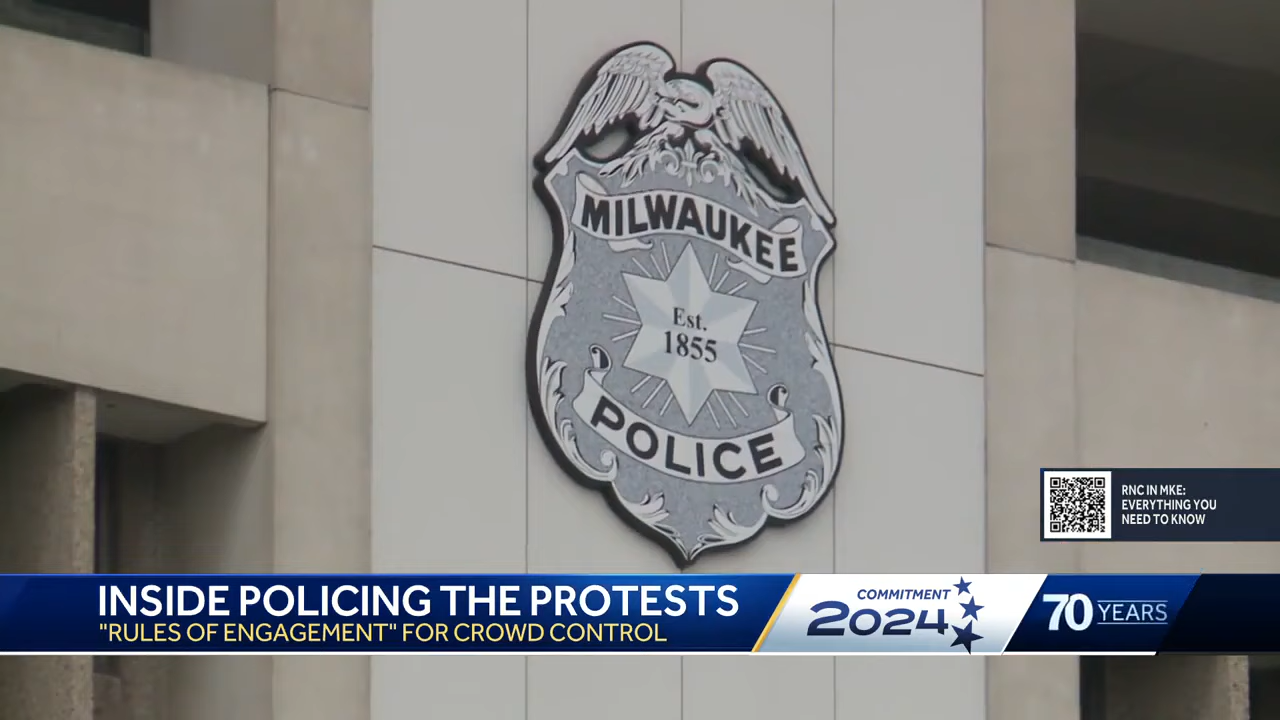 MILWAUKEE
Est.
1855
POLICE
RNC IN MKE:
EVERYTHING YOU
NEED TO KNOW
INSIDE POLICING THE PROTESTS
"RULES OF ENGAGEMENT" FOR CROWD CONTROL
COMMITMENT
2024
70 YEARS